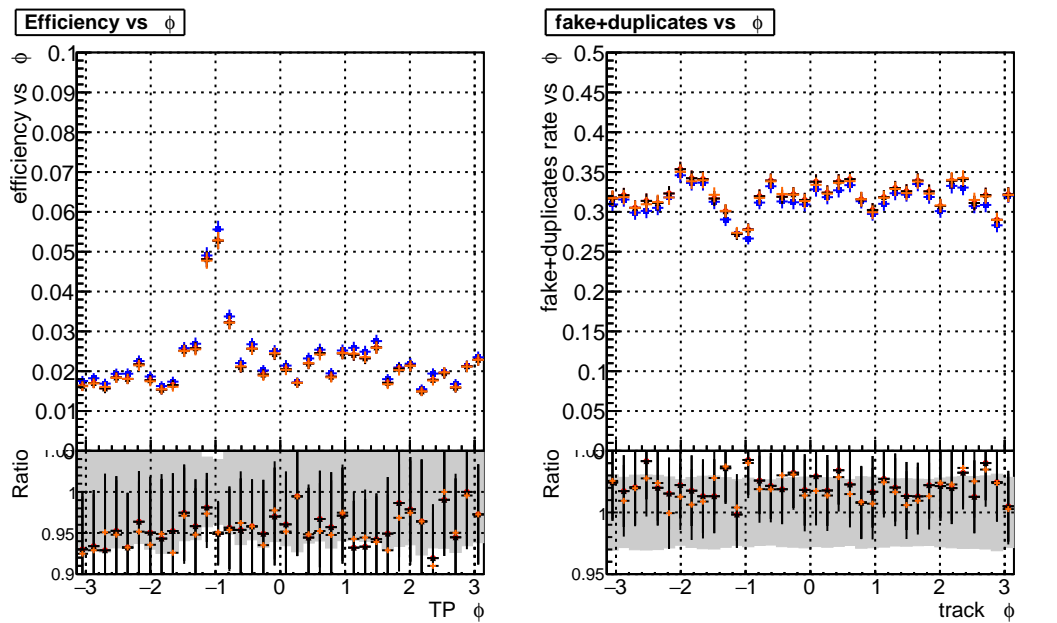 Efficiency vs ϕ
efficiency vs ϕ
0.1
0.09
0.08
0.07
0.06
0.05
0.04
0.03
0.02
0.01
0
Ratio
1
0.95
0.9
−3 −2 −1 0 1 2 3
TP ϕ
fake+duplicates vs ϕ
fake+duplicates rate vs ϕ
0.5
0.45
0.4
0.35
0.3
0.25
0.2
0.15
0.1
0.05
0
Ratio
1
0.95
−3 −2 −1 0 1 2 3
track ϕ